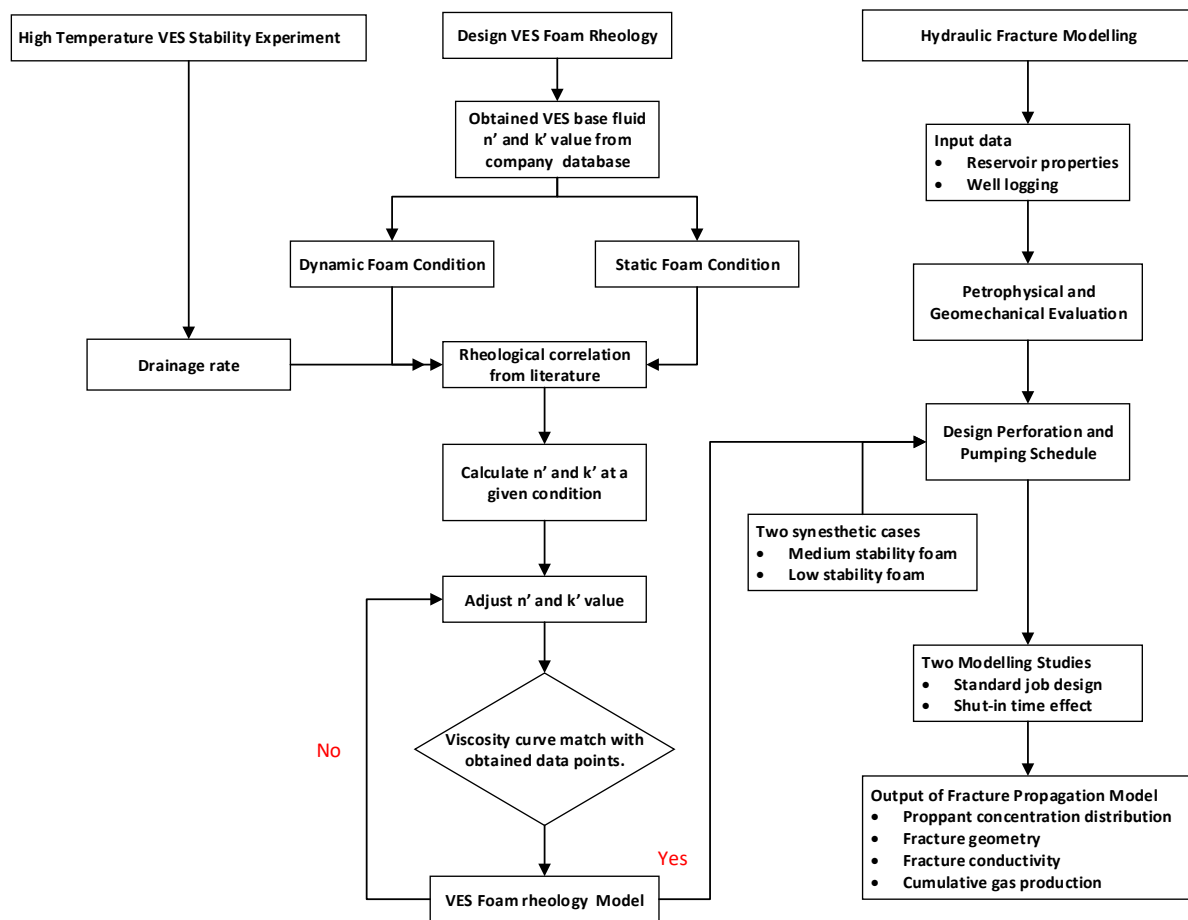 High Temperature VES Stability Experiment
Drainage rate
Design VES Foam Rheology
Obtained VES base fluid
n’ and k’ value from
company database
Dynamic Foam Condition
Static Foam Condition
Rheological correlation
from literature
Calculate n’ and k’ at a
given condition
Adjust n’ and k’ value
Viscosity curve match with
obtained data points.
No
Yes
VES Foam rheology Model
Hydraulic Fracture Modelling
Input data
• Reservoir properties
• Well logging
Petrophysical and
Geomechanical Evaluation
Design Perforation and
Pumping Schedule
Two synesthetic cases
• Medium stability foam
• Low stability foam
Two Modelling Studies
• Standard job design
• Shut-in time effect
Output of Fracture Propagation Model
• Proppant concentration distribution
• Fracture geometry
• Fracture conductivity
• Cumulative gas production